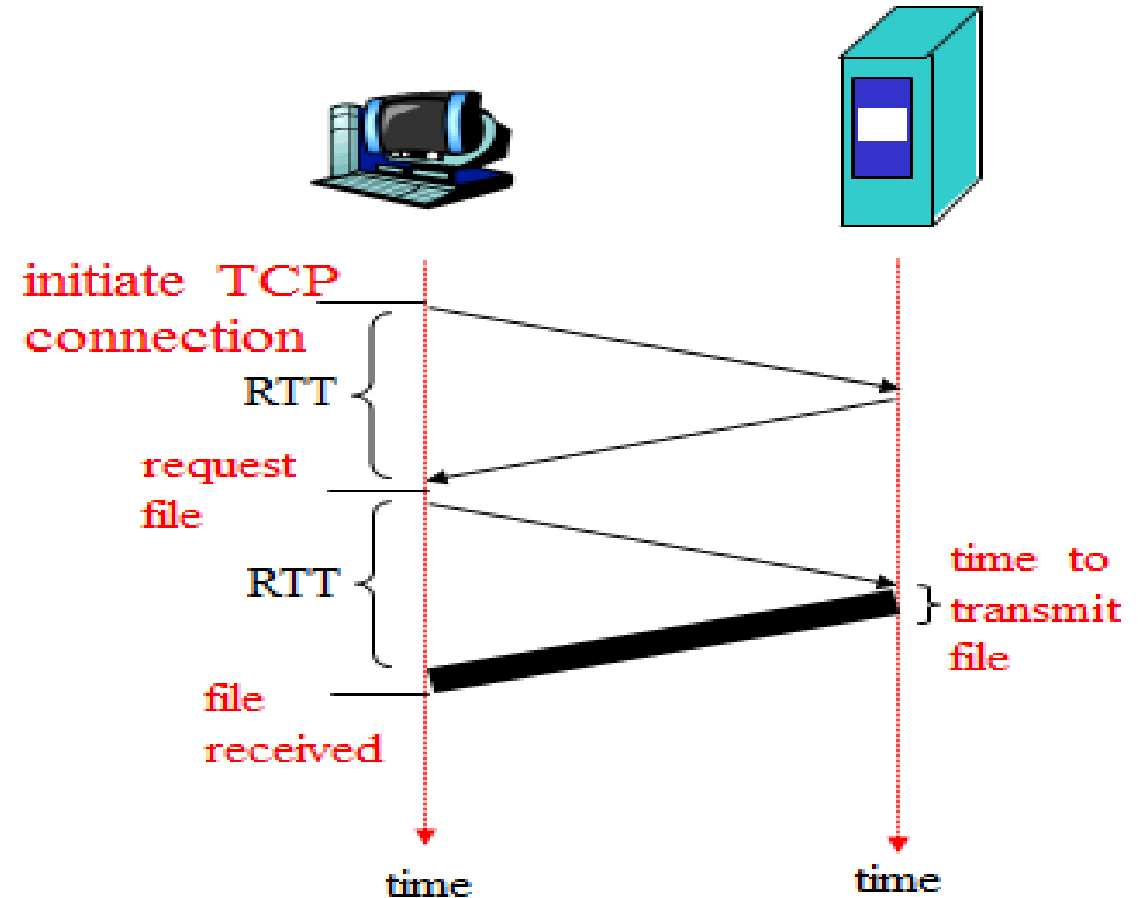 initiate TCP
connection
RTT
request
file
RTT
time to
transmit
file
file
received
time
time